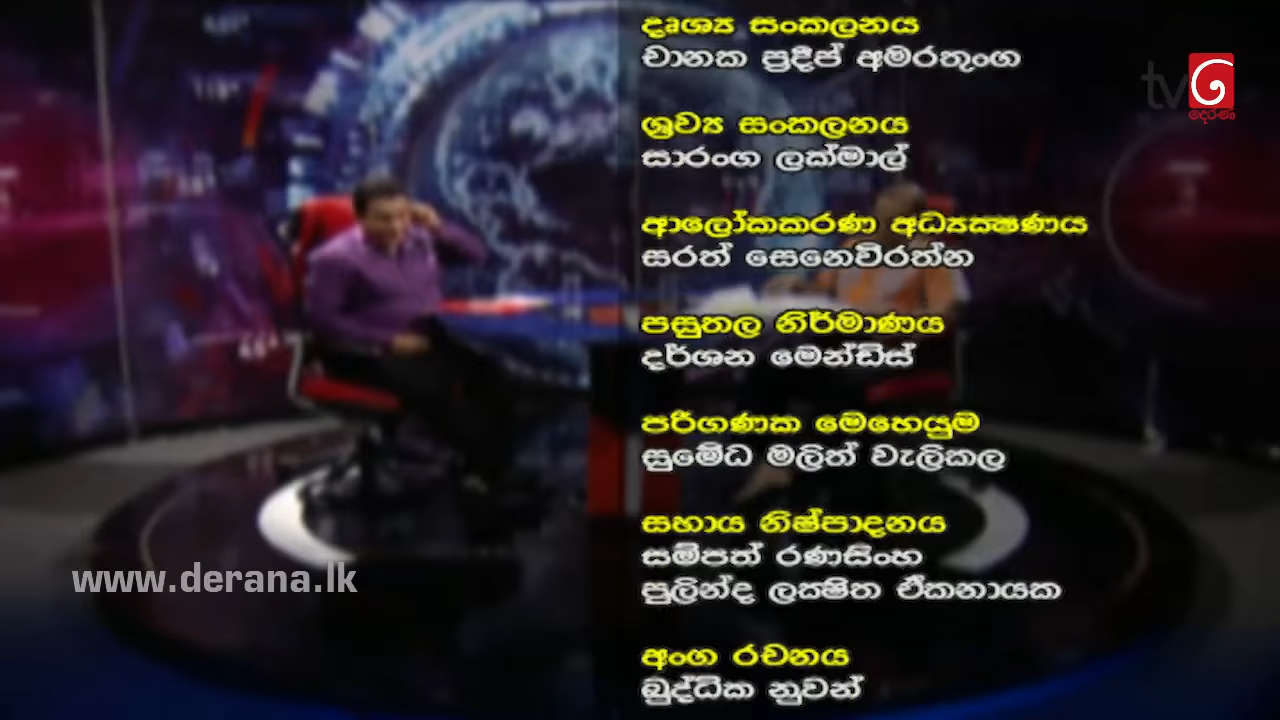 දෘශ්‍ය සංකලනය
චානක ප්‍රදීප් අමරතුංග
tv
දෙරණ
ශ්‍රව්‍ය සංකලනය
සාරංග ලක්මාල්
ආලෝකකරණ අධ්‍යක්ෂණය
සරත් සෙනෙවිරත්න
පසුතල නිර්මාණය
දර්ශන මෙන්ඩිස්
පරිගණක මෙහෙයුම
සුමේධ මලිත් වැලිකල
සහාය නිෂ්පාදනය
සම්පත් රණසිංහ
පුලින්ද ලක්ෂිත ඒකනායක
www.derana.lk
අංග රචනය
බුද්ධික නුවන්